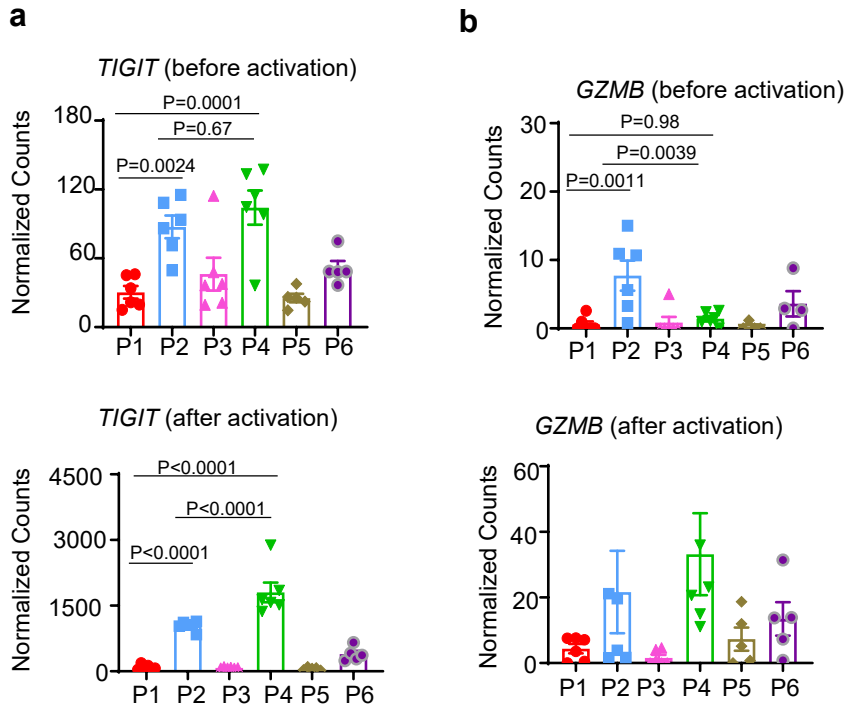 a
TIGIT (before activation)
Normalized Counts
180
120
60
0
P=0.0001
P=0.67
P=0.0024
P1 P2 P3 P4 P5 P6
b
GZMB (before activation)
Normalized Counts
30
20
10
0
P=0.98
P=0.0039
P=0.0011
P1 P2 P3 P4 P5 P6
TIGIT (after activation)
Normalized Counts
4500
3000
1500
0
P<0.0001
P<0.0001
P<0.0001
P1 P2 P3 P4 P5 P6
GZMB (after activation)
Normalized Counts
60
40
20
0
P1 P2 P3 P4 P5 P6